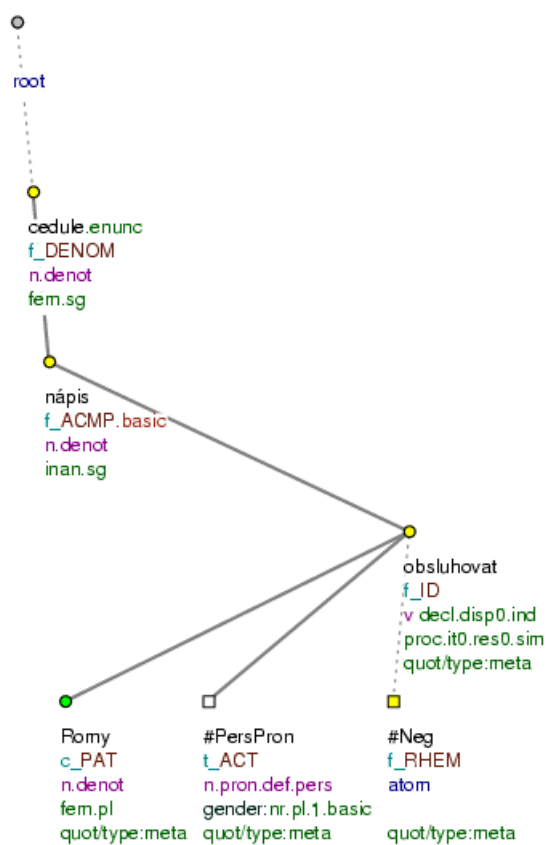 root
cedule.enunc
f_DENOM
n.denot
fem.sg
nápis
f_ACMP.basic
n.denot
inan.sg
obsluhovat
f_ID
v decl.disp0.ind
proc.it0.res0.sim
quot/type:meta
Romy #PersPron #Neg
c_PAT t_ACT f_RHEM
n.denot n.pron.def.pers atom
fem.pl gender:nr.pl.1.basic
quot/type:meta quot/type:meta quot/type:meta